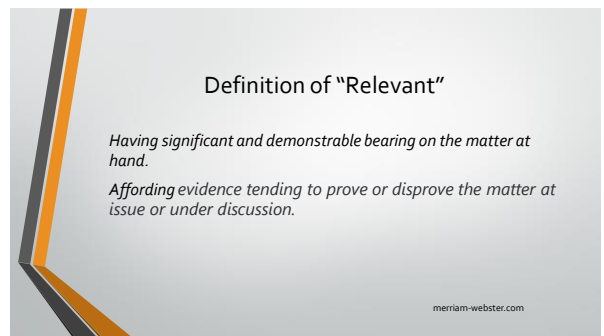 Definition of “Relevant”
Having significant and demonstrable bearing on the matter at
hand.
Affording evidence tending to prove or disprove the matter at
issue or under discussion.
merriam-webster.com